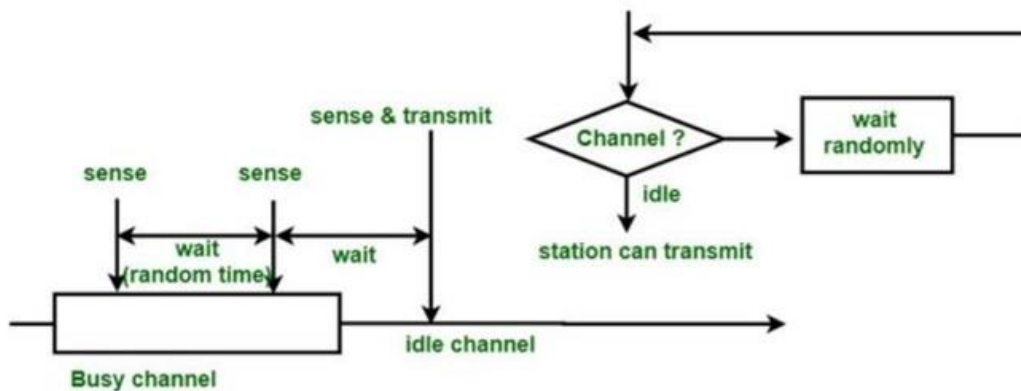 sense & transmit
Channel ?
wait
randomly
sense
sense
idle
wait
(random time)
wait
station can transmit
idle channel
Busy channel